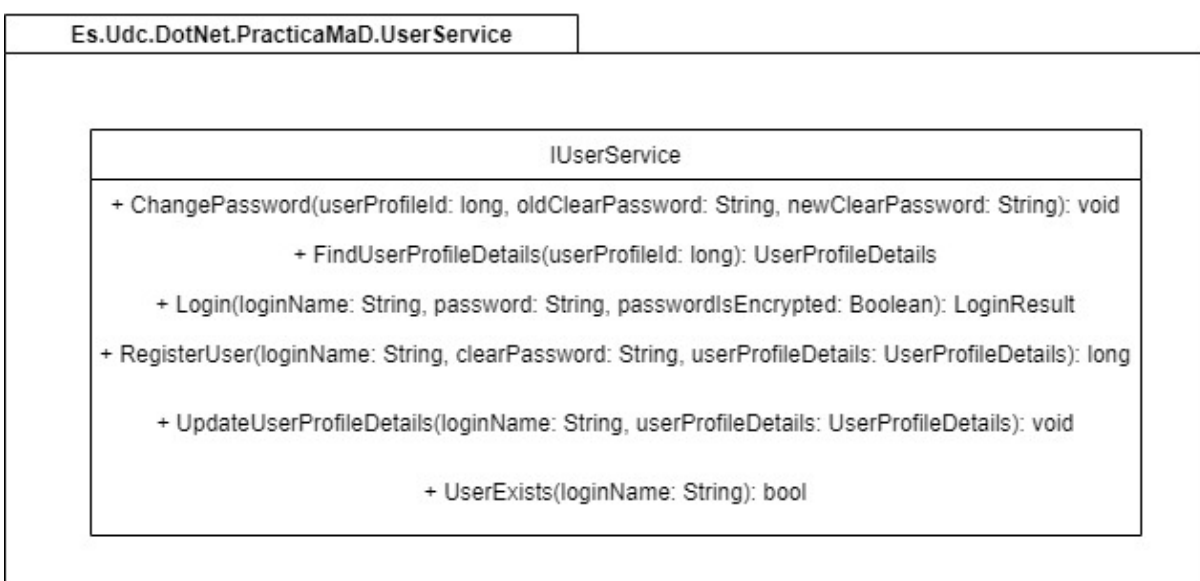 Es.Udc.DotNet.PracticaMaD.UserService
IUserService
+ ChangePassword(userProfileId: long, oldClearPassword: String, newClearPassword: String): void
+ FindUserProfileDetails(userProfileId: long): UserProfileDetails
+ Login(loginName: String, password: String, passwordIsEncrypted: Boolean): LoginResult
+ RegisterUser(loginName: String, clearPassword: String, userProfileDetails: UserProfileDetails): long
+ UpdateUserProfileDetails(loginName: String, userProfileDetails: UserProfileDetails): void
+ UserExists(loginName: String): bool